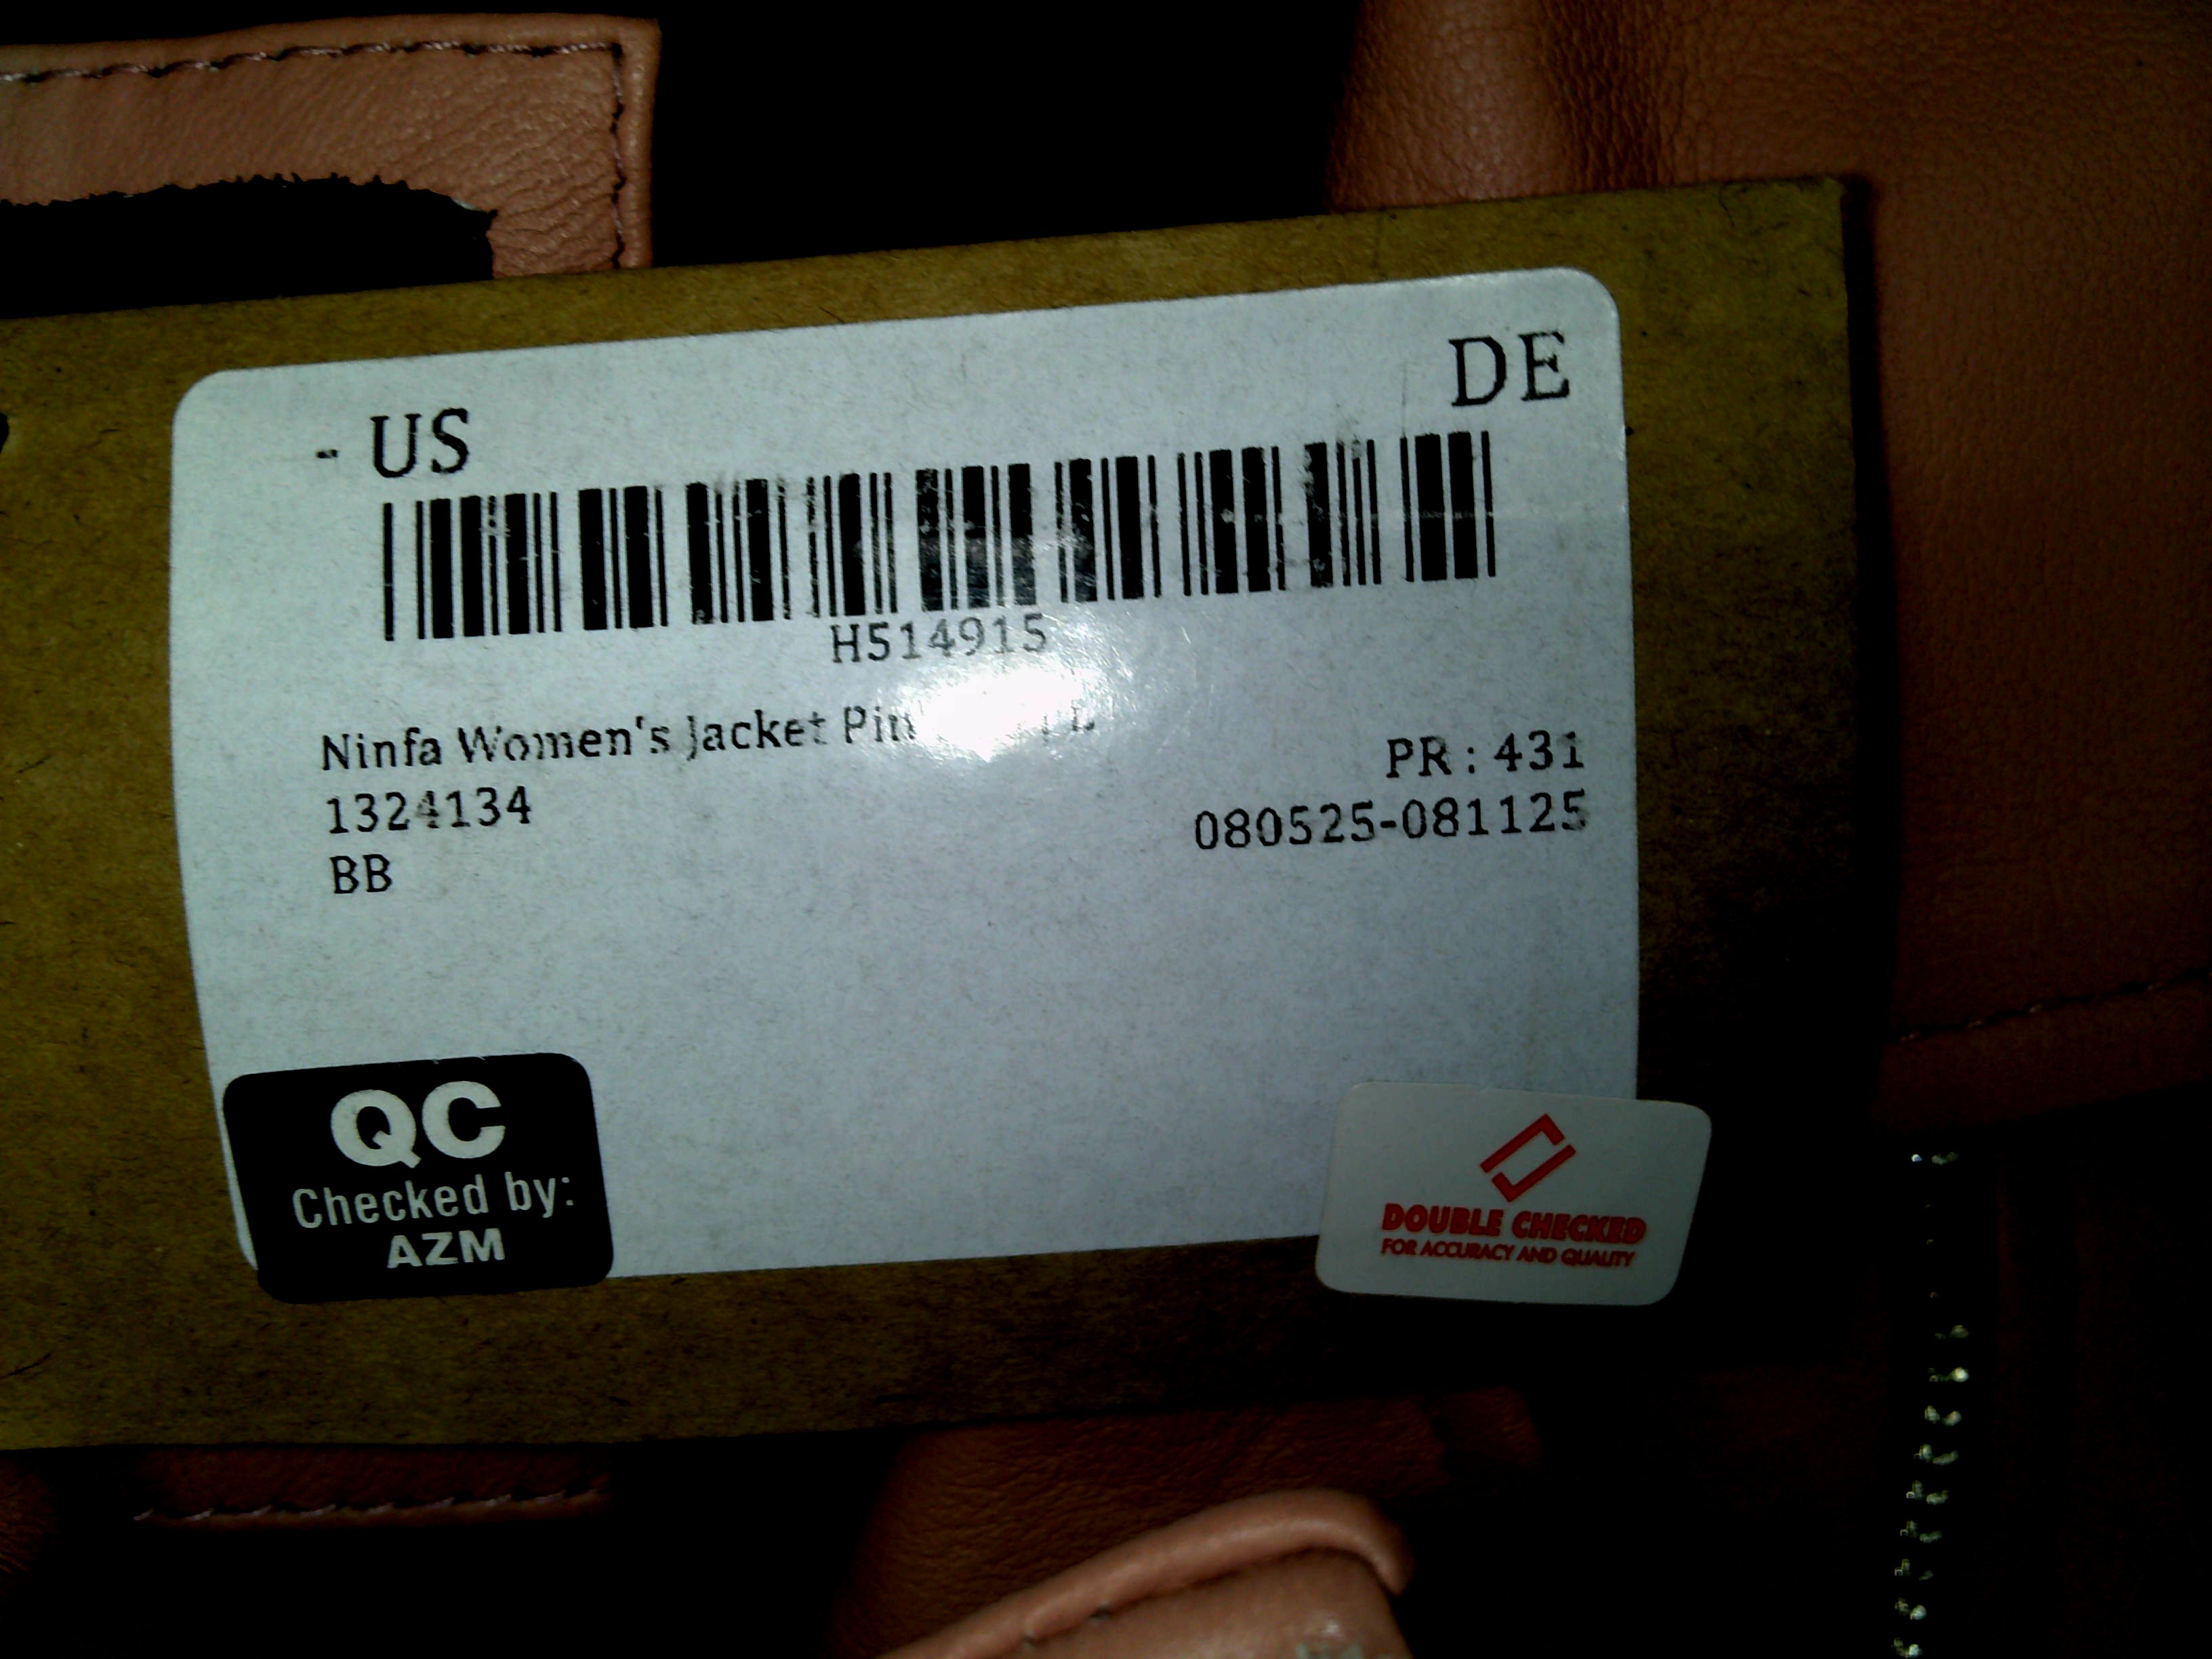 DE
- US
H514915
Ninfa Women's Jacket
PR : 431
1324134
080525-081125
BB
QC
Checked by:
AZM
DOUBLE CHECKED
FOR ACCURACY AND QUALITY